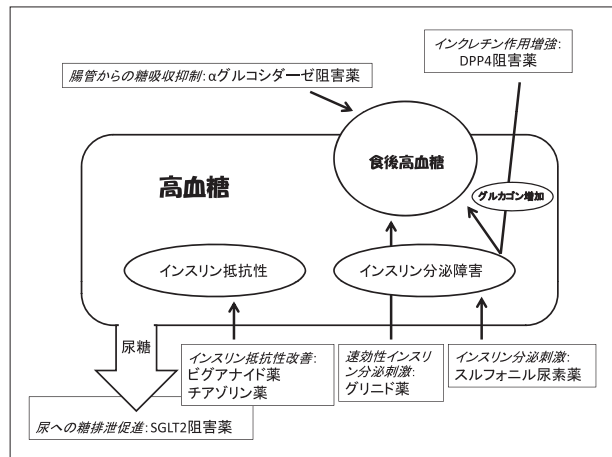 インクレチン作用増強:
DPP4阻害薬
腸管からの糖吸収抑制:αグルコシダーゼ阻害薬
食後高血糖
高血糖
グルカゴン増加
インスリン抵抗性
インスリン分泌障害
尿糖
インスリン抵抗性改善:
ビグアナイド薬
チアゾリン薬
速効性インスリ
ン分泌刺激:
グリニド薬
インスリン分泌刺激:
スルフォニル尿素薬
尿への糖排泄促進:SGLT2阻害薬